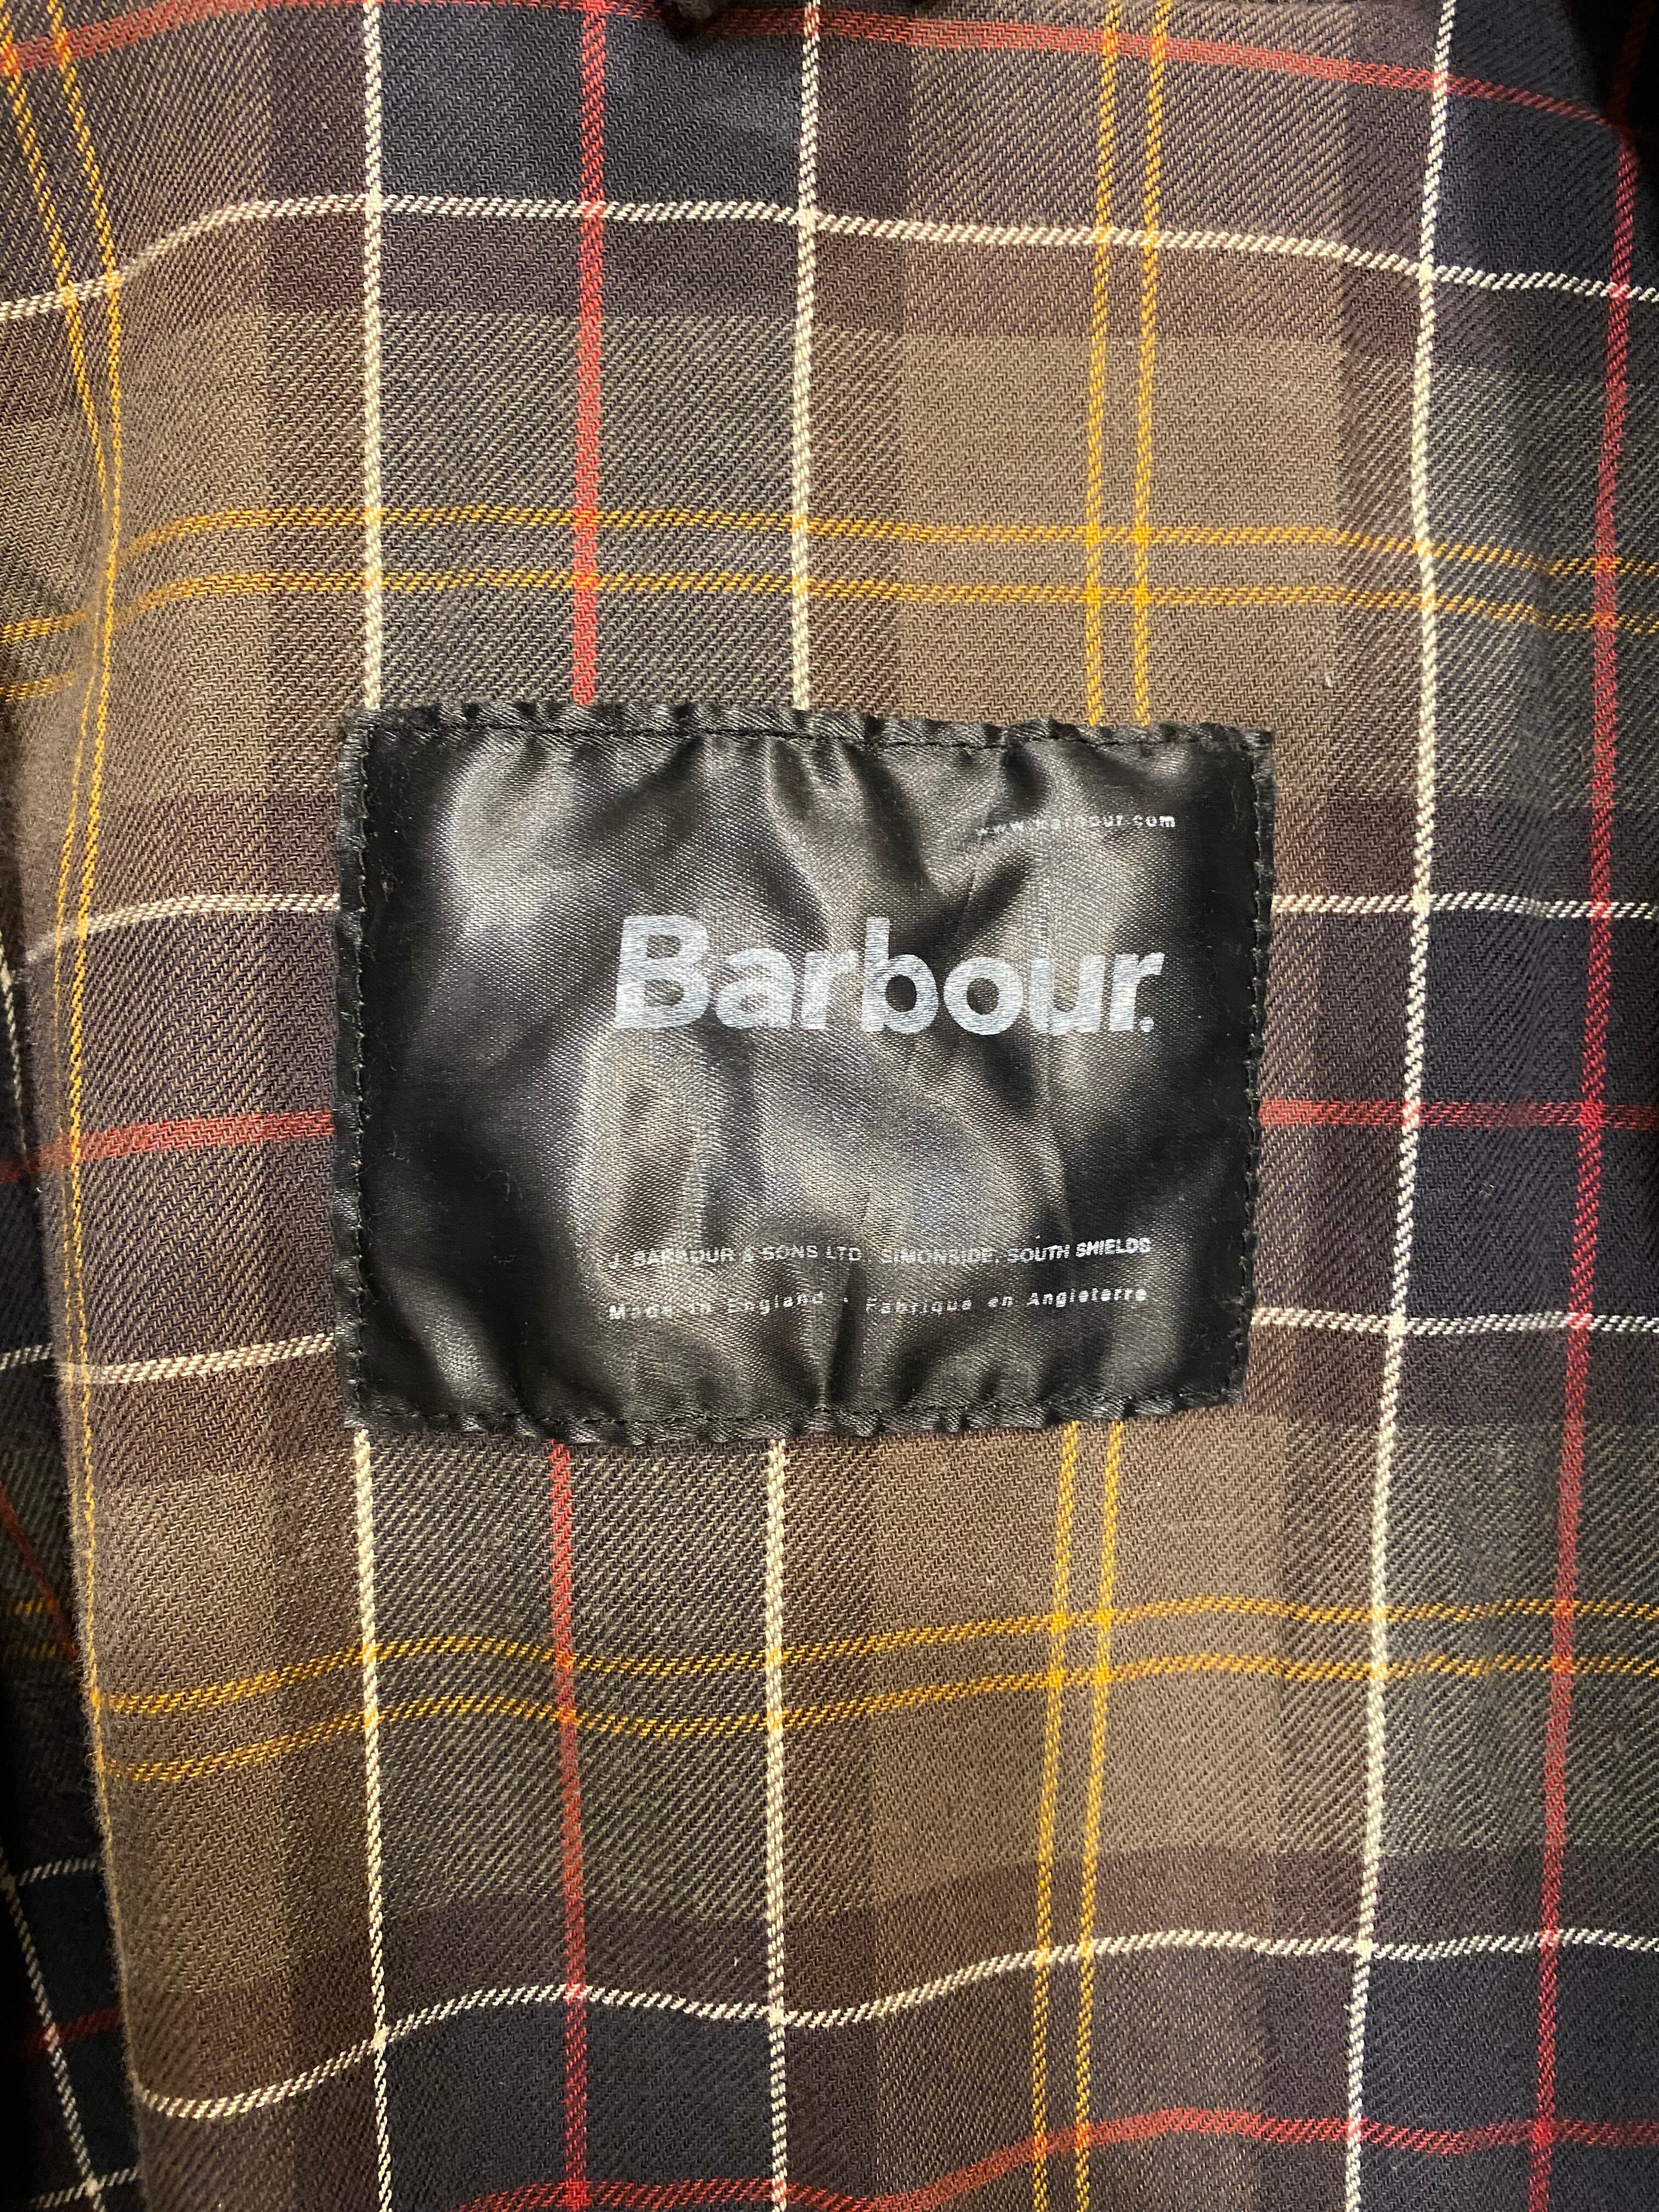 www.barbour.com
Barbour.
J. BARBOUR & SONS LTD, SIMONSIDE, SOUTH SHIELDS
Made in England · Fabriqué en Angleterre